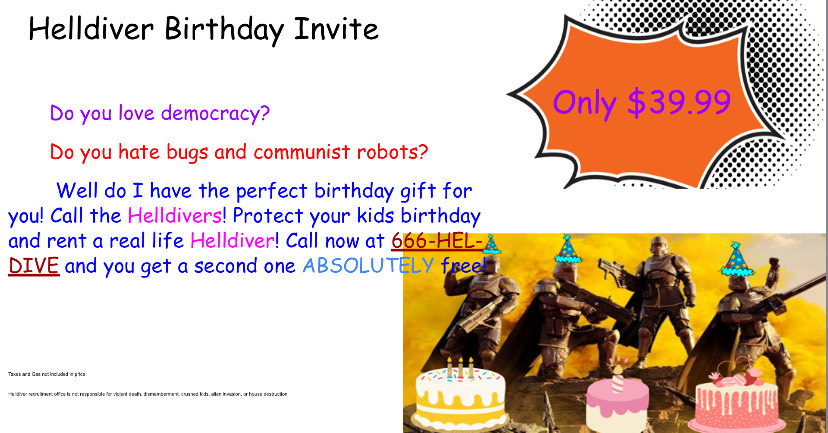 Helldiver Birthday Invite
Only $39.99
Do you love democracy?
Do you hate bugs and communist robots?
Well do I have the perfect birthday gift for
you! Call the Helldivers! Protect your kids birthday
and rent a real life Helldiver! Call now at 666-HEL-
DIVE and you get a second one ABSOLUTELY free!
Taxes and Gas not included in price
Helldiver recruitment office is not responsible for violent death, dismemberment, crushed kids, alien invasion, or house destruction